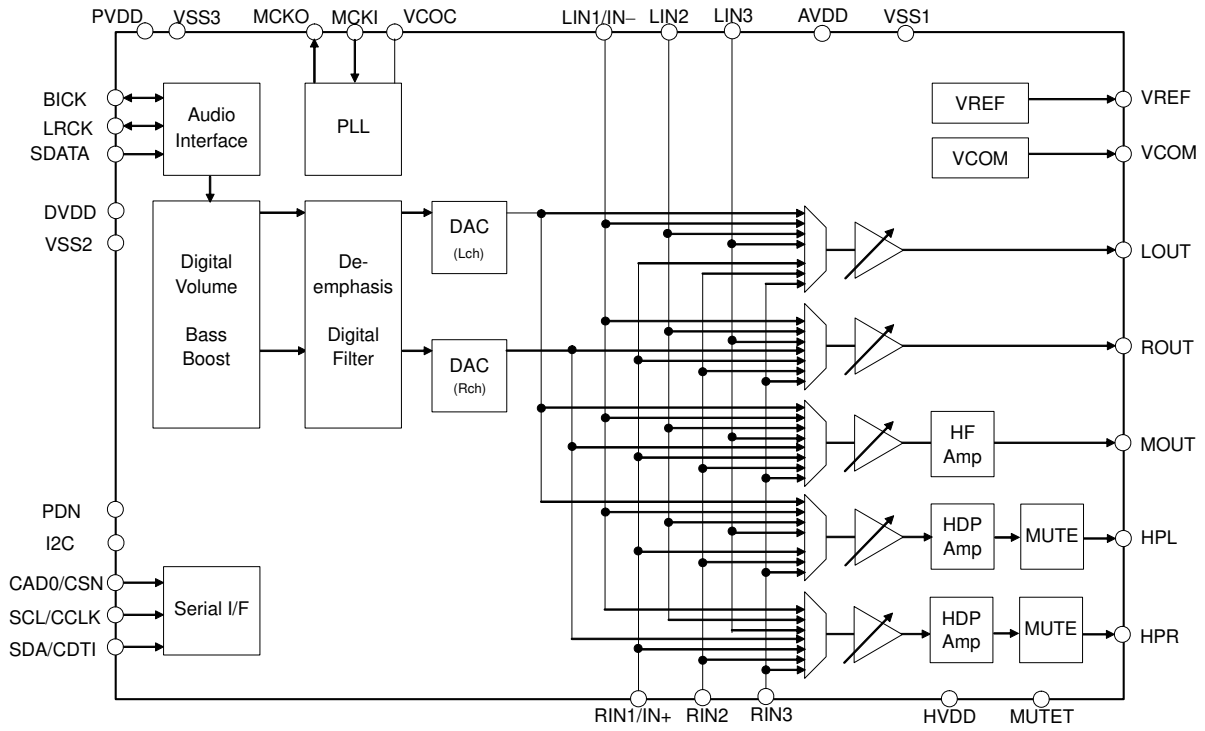 PVDD
VSS3
MCKO
MCKI
VCOC
LIN1/IN–
LIN2
LIN3
AVDD
VSS1
BICK
LRCK
SDATA
Audio
Interface
PLL
VREF
VREF
VCOM
VCOM
DVDD
VSS2
Digital
Volume
Bass
Boost
De-
emphasis
Digital
Filter
DAC
(Lch)
DAC
(Rch)
LOUT
ROUT
HF
Amp
MOUT
PDN
I2C
HDP
Amp
MUTE
HPL
CAD0/CSN
SCL/CCLK
SDA/CDTI
Serial I/F
HDP
Amp
MUTE
HPR
RIN1/IN+
RIN2
RIN3
HVDD
MUTET